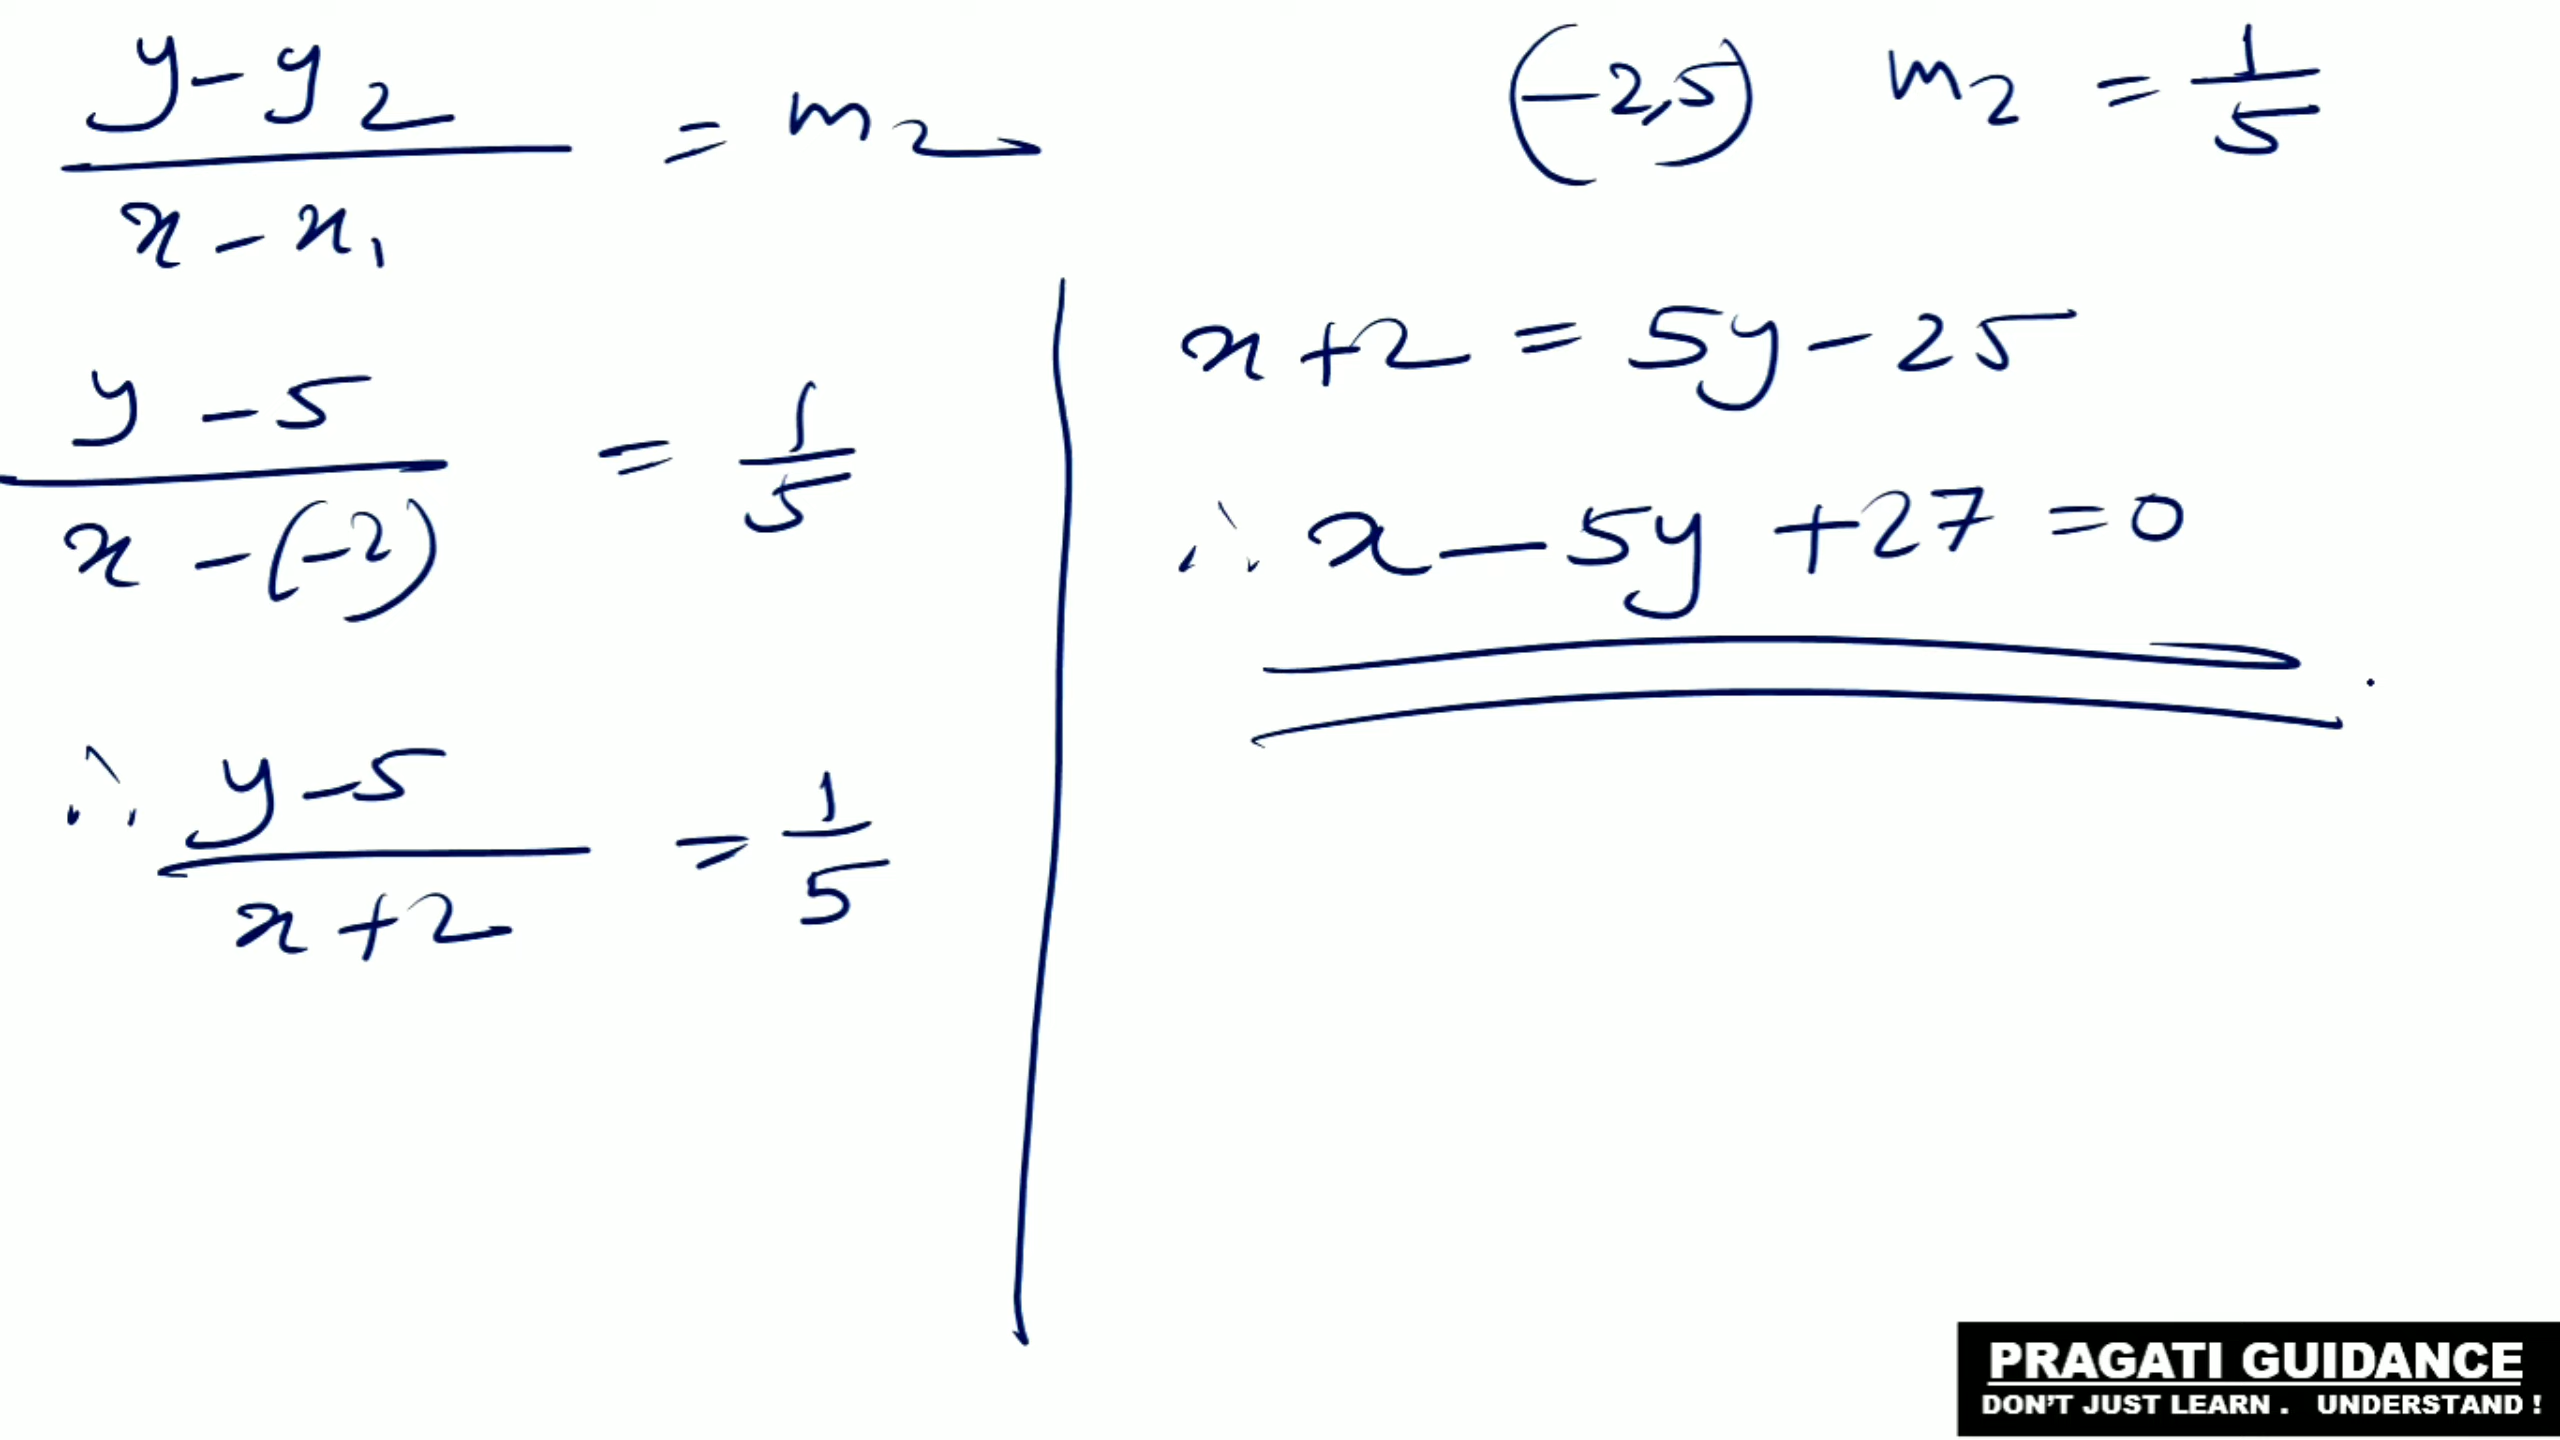 y - y2 / x - x1 = m2
(-2,5) m2 = 1/5
y - 5 / x - (-2) = 1/5
∴ y - 5 / x + 2 = 1/5
x + 2 = 5y - 25
∴ x - 5y + 27 = 0
PRAGATI GUIDANCE
DON'T JUST LEARN . UNDERSTAND !